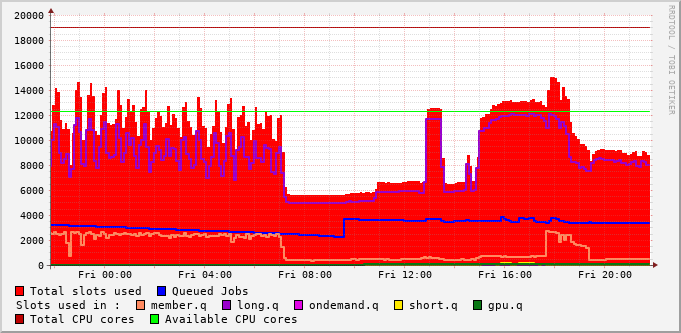 20000
18000
16000
14000
12000
10000
8000
6000
4000
2000
0
Fri 00:00 Fri 04:00 Fri 08:00 Fri 12:00 Fri 16:00 Fri 20:00
RRDTOOL / TOBI OETIKER
Total slots used Queued Jobs
Slots used in : member.q long.q ondemand.q short.q gpu.q
Total CPU cores Available CPU cores